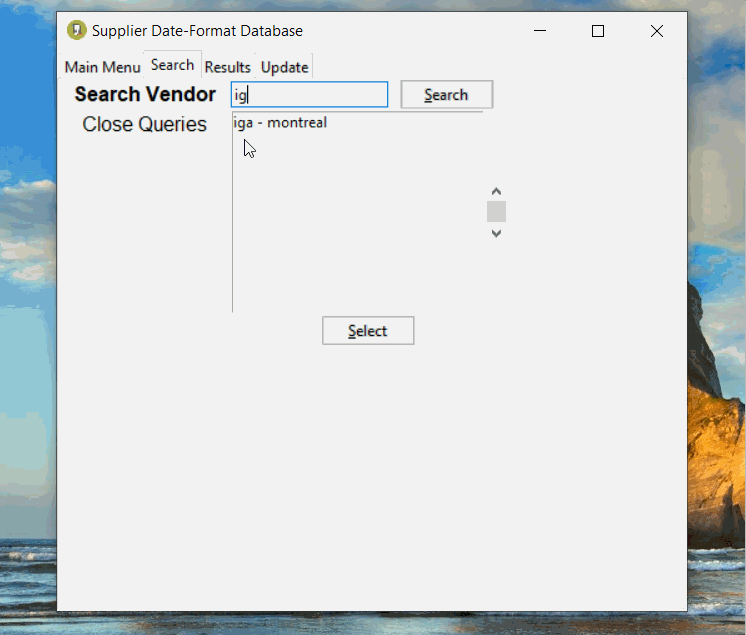 Supplier Date-Format Database
Main Menu Search Results Update
Search Vendor ig Search
Close Queries iga - montreal
Select